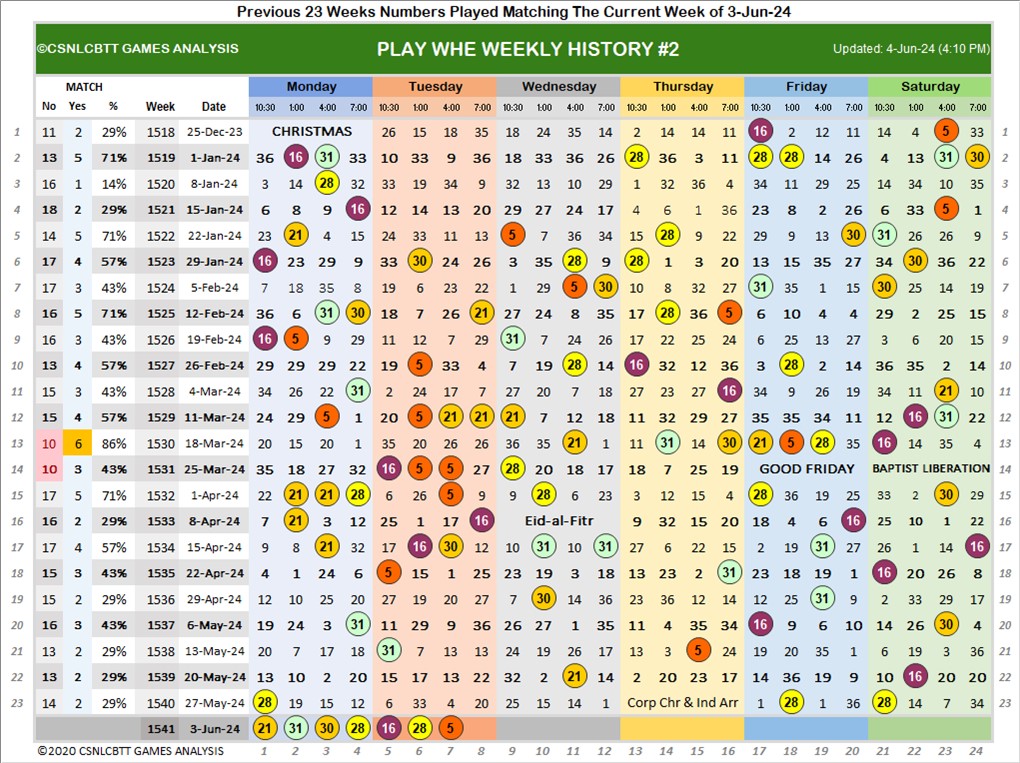 Previous 23 Weeks Numbers Played Matching The Current Week of 3-Jun-24
©CSNLCBTT GAMES ANALYSIS PLAY WHE WEEKLY HISTORY #2 Updated: 4-Jun-24 (4:10 PM)
MATCH Monday Tuesday Wednesday Thursday Friday Saturday
No Yes % Week Date 10:30 1:00 4:00 7:00 10:30 1:00 4:00 7:00 10:30 1:00 4:00 7:00 10:30 1:00 4:00 7:00 10:30 1:00 4:00 7:00 10:30 1:00 4:00 7:00
1 11 2 29% 1518 25-Dec-23 CHRISTMAS 26 15 18 35 18 24 35 14 2 14 14 11 16 2 12 11 14 4 5 33 1
2 13 5 71% 1519 1-Jan-24 36 16 31 33 10 33 9 36 18 33 36 26 28 36 3 11 28 28 14 26 4 13 31 30 2
3 16 1 14% 1520 8-Jan-24 3 14 28 32 33 19 34 9 32 13 10 29 1 32 36 4 34 11 29 25 14 34 10 35 3
4 18 2 29% 1521 15-Jan-24 6 8 9 16 12 14 13 20 29 27 24 17 4 6 1 36 23 8 2 26 6 33 5 1 4
5 14 5 71% 1522 22-Jan-24 23 21 4 15 24 33 11 13 5 7 36 34 15 28 9 22 29 9 13 30 31 26 26 9 5
6 17 4 57% 1523 29-Jan-24 16 23 29 9 33 30 24 26 3 35 28 9 28 1 3 20 13 15 35 27 33 30 36 22 6
7 17 3 43% 1524 5-Feb-24 7 18 35 8 19 6 23 22 1 29 5 30 10 8 32 27 31 35 1 15 30 25 14 19 7
8 16 5 71% 1525 12-Feb-24 36 6 31 30 18 7 26 21 27 24 8 35 17 28 36 5 6 10 4 4 29 2 25 15 8
9 16 3 43% 1526 19-Feb-24 16 5 9 29 11 12 7 29 31 7 24 26 17 22 25 24 6 25 13 27 3 6 20 15 9
10 13 4 57% 1527 26-Feb-24 29 29 29 22 19 5 33 4 7 19 28 14 16 32 12 36 3 28 2 14 36 35 2 14 10
11 15 3 43% 1528 4-Mar-24 34 26 22 31 2 24 17 7 27 20 7 18 27 23 27 16 34 9 26 19 34 11 21 10 11
12 15 4 57% 1529 11-Mar-24 24 29 5 1 20 5 21 21 21 7 12 18 11 32 29 27 35 35 34 11 12 16 31 22 12
13 10 6 86% 1530 18-Mar-24 20 15 20 1 35 20 26 26 36 35 21 1 13 31 14 30 21 5 28 35 16 13 14 35 4 13
14 10 3 43% 1531 25-Mar-24 35 18 27 32 16 5 5 27 28 20 18 17 18 7 25 19 GOOD FRIDAY BAPTIST LIBERATION 14
15 17 5 71% 1532 1-Apr-24 22 21 21 28 6 26 5 9 9 28 6 23 3 12 15 4 28 36 19 25 33 2 30 29 15
16 16 2 29% 1533 8-Apr-24 7 21 3 12 25 1 17 16 Eid-al-Fitr 9 32 15 20 18 4 6 16 25 10 1 22 16
17 17 4 57% 1534 15-Apr-24 9 8 21 32 17 16 30 12 10 31 10 31 27 6 22 15 2 19 31 27 26 1 14 16 17
18 15 3 43% 1535 22-Apr-24 4 1 24 6 5 15 1 25 23 19 3 18 13 23 2 31 23 18 19 1 16 20 26 8 18
19 15 2 29% 1536 29-Apr-24 12 10 25 20 27 19 20 27 7 30 14 36 23 36 12 14 12 25 31 9 2 33 29 17 19
20 16 3 43% 1537 6-May-24 19 24 3 31 11 29 9 36 26 27 1 35 11 4 35 34 16 9 6 10 14 26 30 4 20
21 13 2 29% 1538 13-May-24 20 7 17 18 31 7 13 13 24 19 26 17 13 3 5 24 19 20 35 1 6 19 3 36 21
22 13 2 29% 1539 20-May-24 13 10 2 20 15 17 13 22 32 2 21 14 2 20 23 17 14 36 19 9 10 16 20 20 22
23 14 2 29% 1540 27-May-24 28 19 15 12 6 33 4 20 25 15 14 1 Corp Chr & Ind Arr 1 28 1 36 28 14 7 34 23
1541 3-Jun-24 21 31 30 28 16 28 5
©2020 CSNLCBTT GAMES ANALYSIS 1 2 3 4 5 6 7 8 9 10 11 12 13 14 15 16 17 18 19 20 21 22 23 24